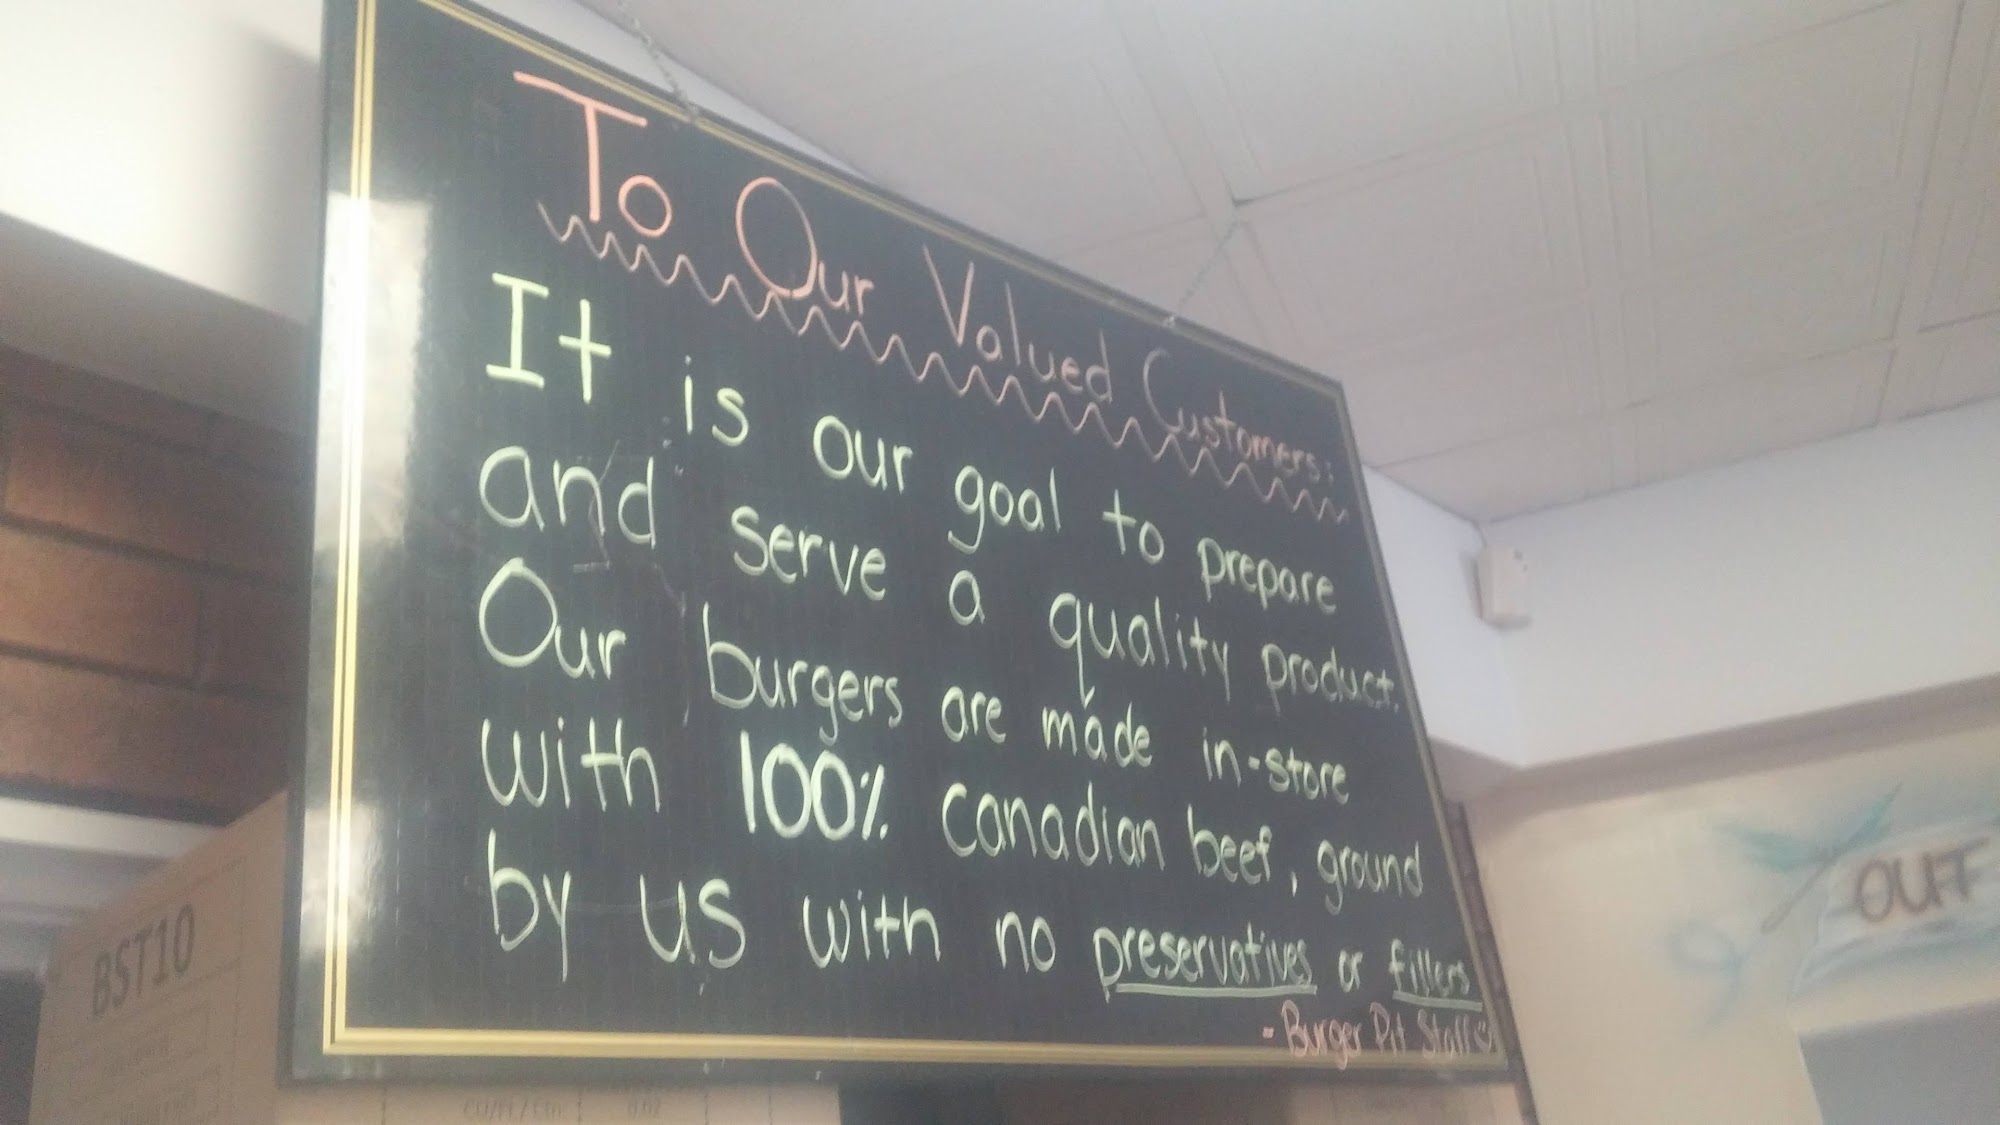 To Our Valued Customers:
It is our goal to prepare
and serve a quality product.
Our burgers are made in-store
with 100% Canadian beef, ground
by us with no preservatives or fillers
- Burger Pit Staff
BST10
OUT